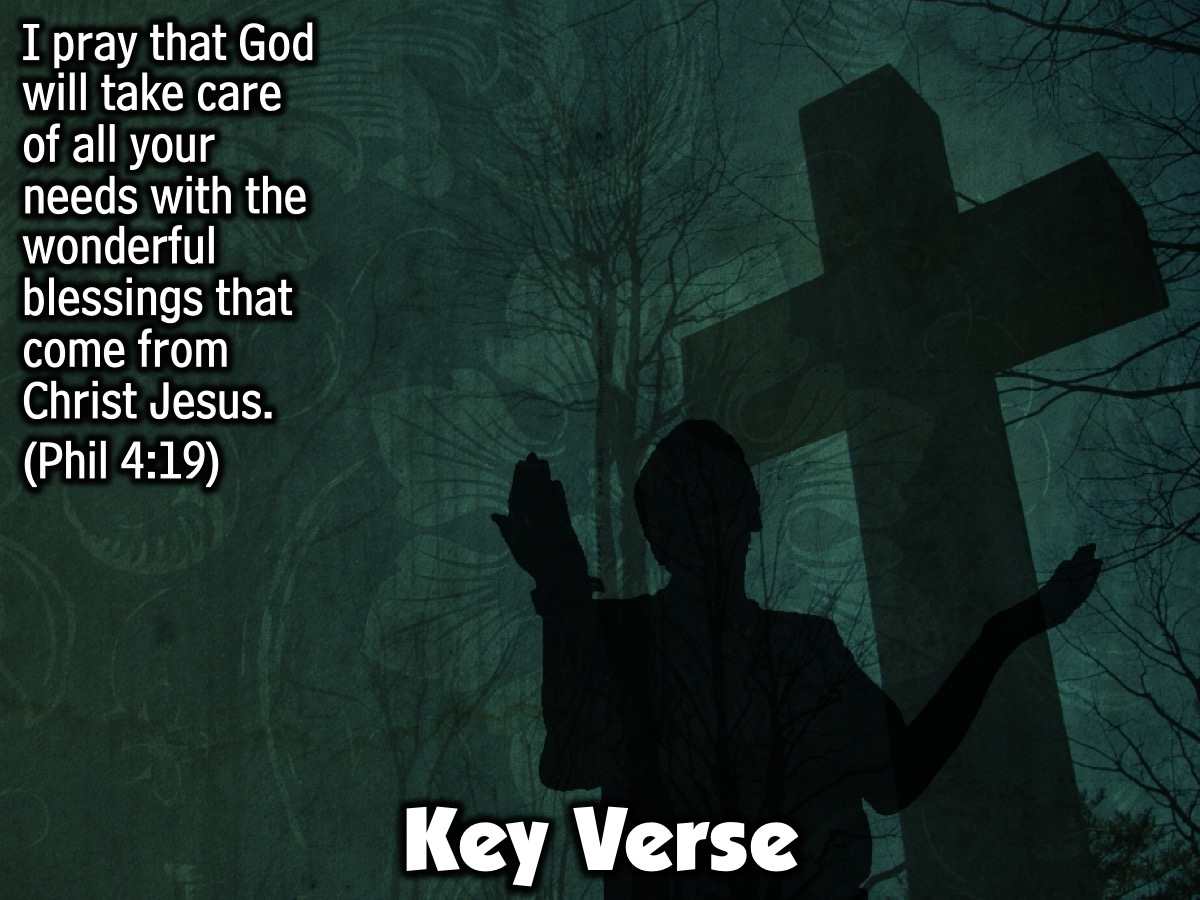 I pray that God
will take care
of all your
needs with the
wonderful
blessings that
come from
Christ Jesus.
(Phil 4:19)
Key Verse